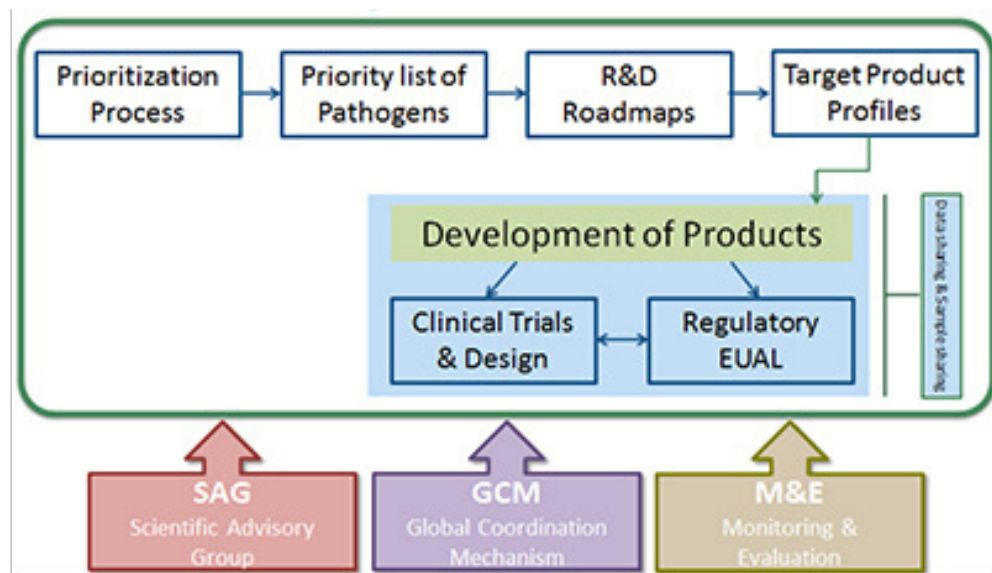 Prioritization
Process
Priority list of
Pathogens
R&D
Roadmaps
Target Product
Profiles
Development of Products
Clinical Trials
& Design
Regulatory
EUAL
Data sharing & Sample sharing
SAG
Scientific Advisory
Group
GCM
Global Coordination
Mechanism
M&E
Monitoring &
Evaluation